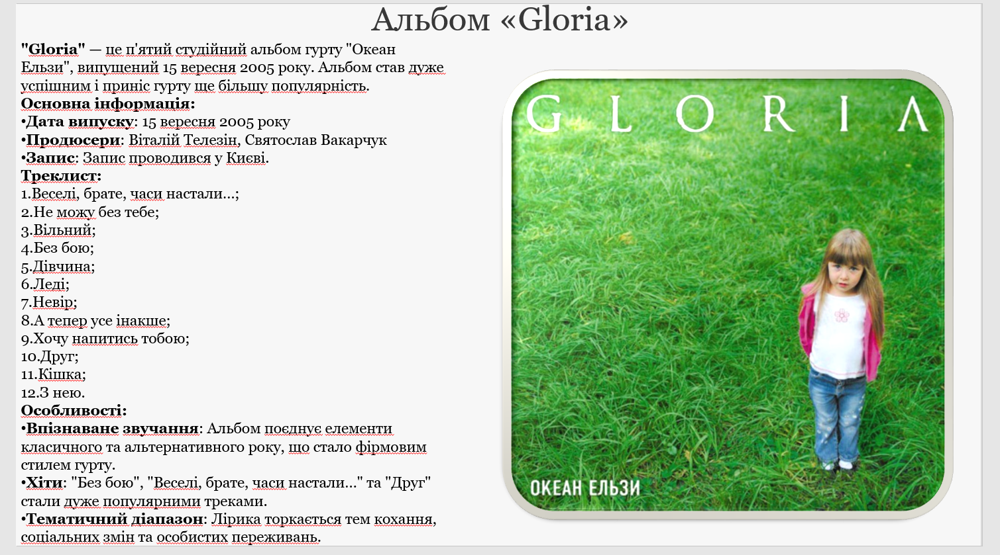 Альбом «Gloria»
"Gloria" — це п'ятий студійний альбом гурту "Океан
Ельзи", випушений 15 вересня 2005 року. Альбом став дуже
успішним і приніс гурту ще більшу популярність.
Основна інформація:
•Дата випуску: 15 вересня 2005 року
•Продюсери: Віталій Телезін, Святослав Вакарчук
•Запис: Запис проводився у Києві.
Треклист:
1.Веселі, брате, часи настали...;
2.Не можу без тебе;
3.Вільний;
4.Без бою;
5.Дівчина;
6.Леді;
7.Невір;
8.А тепер усе інакше;
9.Хочу напитись тобою;
10.Друг;
11.Кішка;
12.З нею.
Особливості:
•Впізнаване звучання: Альбом поєднує елементи
класичного та альтернативного року, що стало фірмовим
стилем гурту.
•Хіти: "Без бою", "Веселі, брате, часи настали..." та "Друг"
стали дуже популярними треками.
•Тематичний діапазон: Лірика торкається тем кохання,
соціальних змін та особистих переживань.
GLORIA
ОКЕАН ЕЛЬЗИ